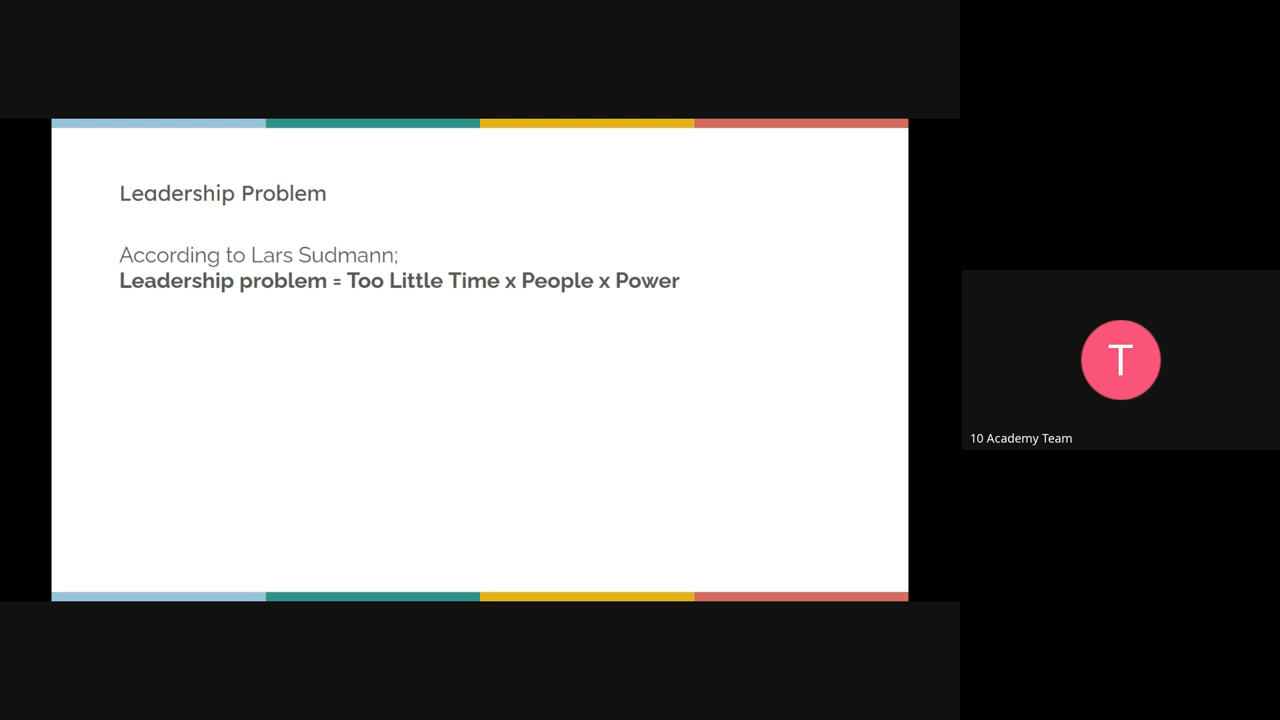 Leadership Problem
According to Lars Sudmann;
Leadership problem = Too Little Time x People x Power
T
10 Academy Team